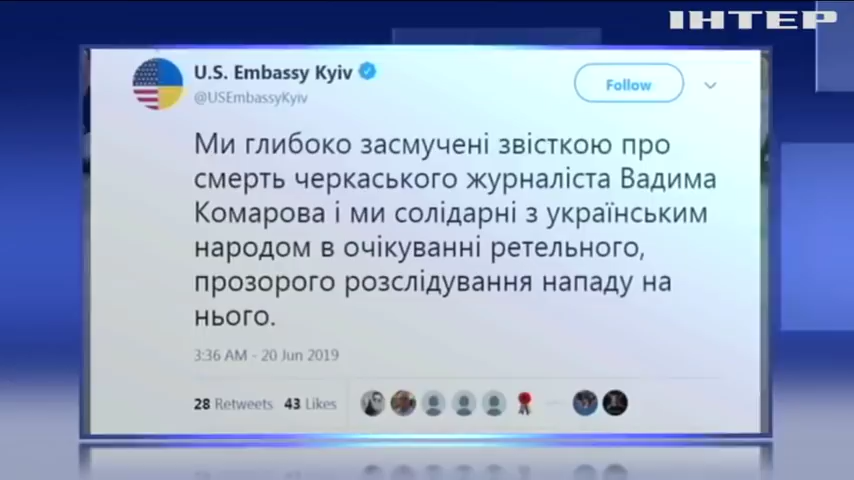 ІНТЕР
U.S. Embassy Kyiv
@USEmbassyKyiv
Follow
Ми глибоко засмучені звісткою про
смерть черкаського журналіста Вадима
Комарова і ми солідарні з українським
народом в очікуванні ретельного,
прозорого розслідування нападу на
нього.
3:36 AM - 20 Jun 2019
28 Retweets 43 Likes